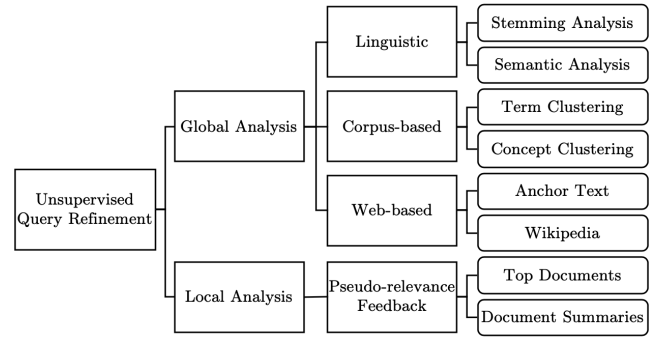 Unsupervised
Query Refinement
Global Analysis
Local Analysis
Linguistic
Corpus-based
Web-based
Pseudo-relevance
Feedback
Stemming Analysis
Semantic Analysis
Term Clustering
Concept Clustering
Anchor Text
Wikipedia
Top Documents
Document Summaries